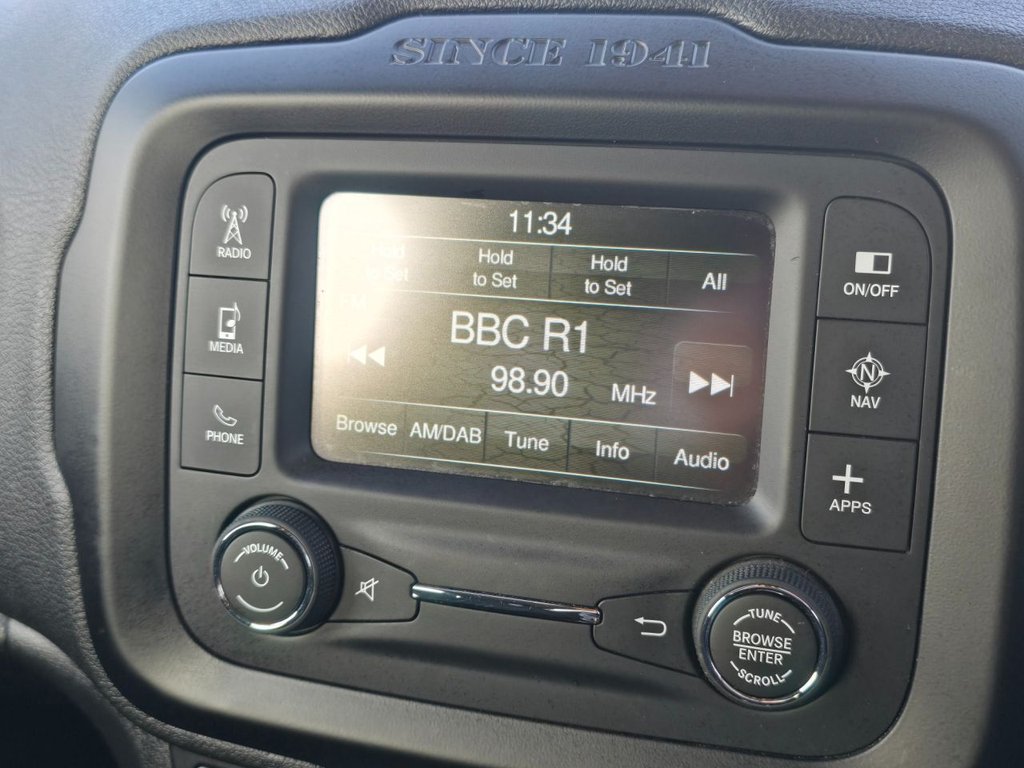 SINCE 1941
11:34
Hold to Set
Hold to Set
Hold to Set
All
FM
BBC R1
98.90 MHz
Browse
AM/DAB
Tune
Info
Audio
RADIO
MEDIA
PHONE
ON/OFF
N
NAV
APPS
VOLUME
TUNE
BROWSE
ENTER
SCROLL